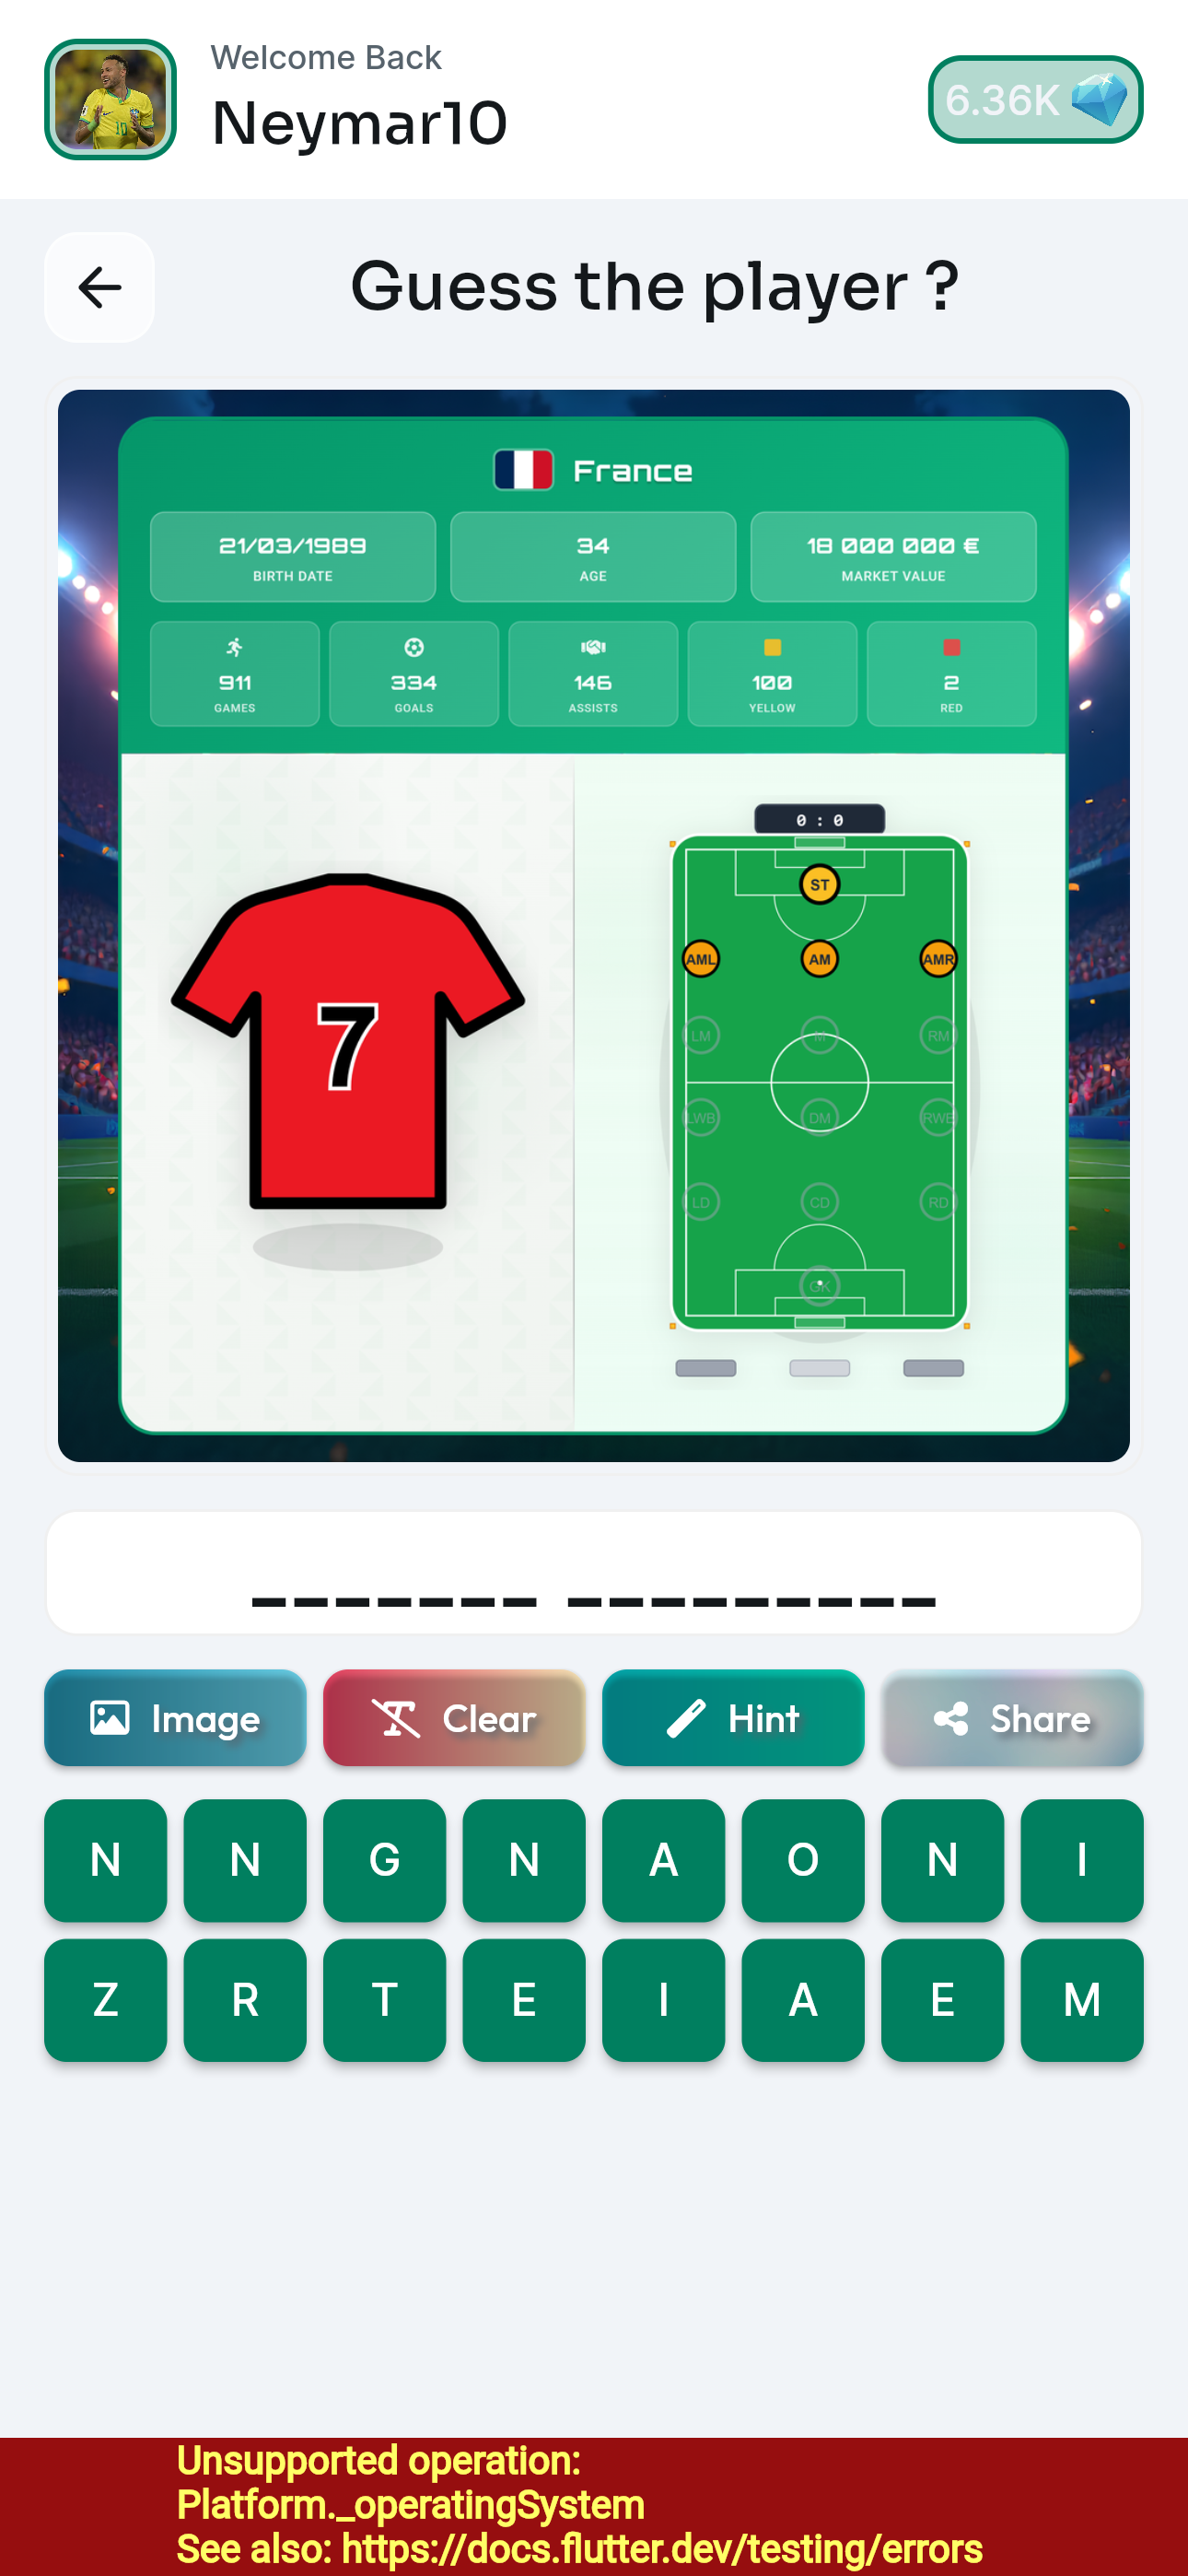 Welcome Back
Neymar10
6.36K
Guess the player ?
France
21/03/1989 34 18 000 000 €
BIRTH DATE AGE MARKET VALUE
911 334 146 100 2
GAMES GOALS ASSISTS YELLOW RED
0 : 0
ST
AML AM AMR
7
LM M RM
LWB DM RWB
LD CD RD
GK
_______ _________
Image Clear Hint Share
N N G N A O N I
Z R T E I A E M
Unsupported operation:
Platform._operatingSystem
See also: https://docs.flutter.dev/testing/errors